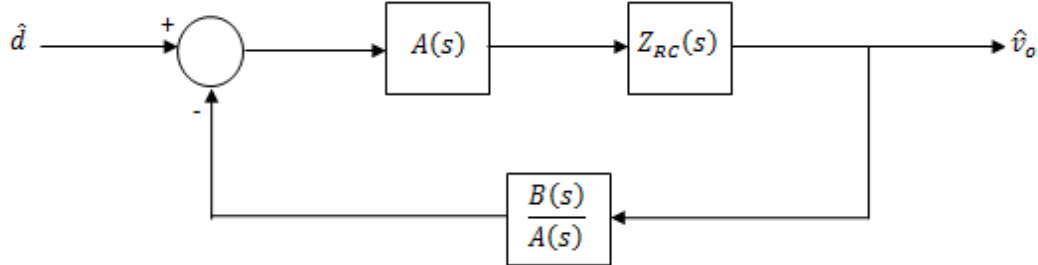 +
d̂
A(s)
Z_RC(s)
v̂_o
-
B(s)
A(s)